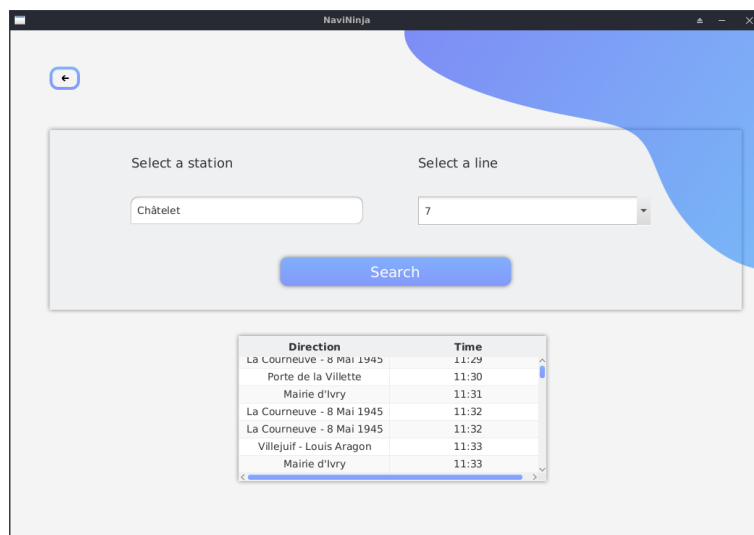 NaviNinja
Select a station
Select a line
Châtelet
7
Search
Direction Time
La Courneuve - 8 Mai 1945 11:29
Porte de la Villette 11:30
Mairie d'Ivry 11:31
La Courneuve - 8 Mai 1945 11:32
La Courneuve - 8 Mai 1945 11:32
Villejuif - Louis Aragon 11:33
Mairie d'Ivry 11:33